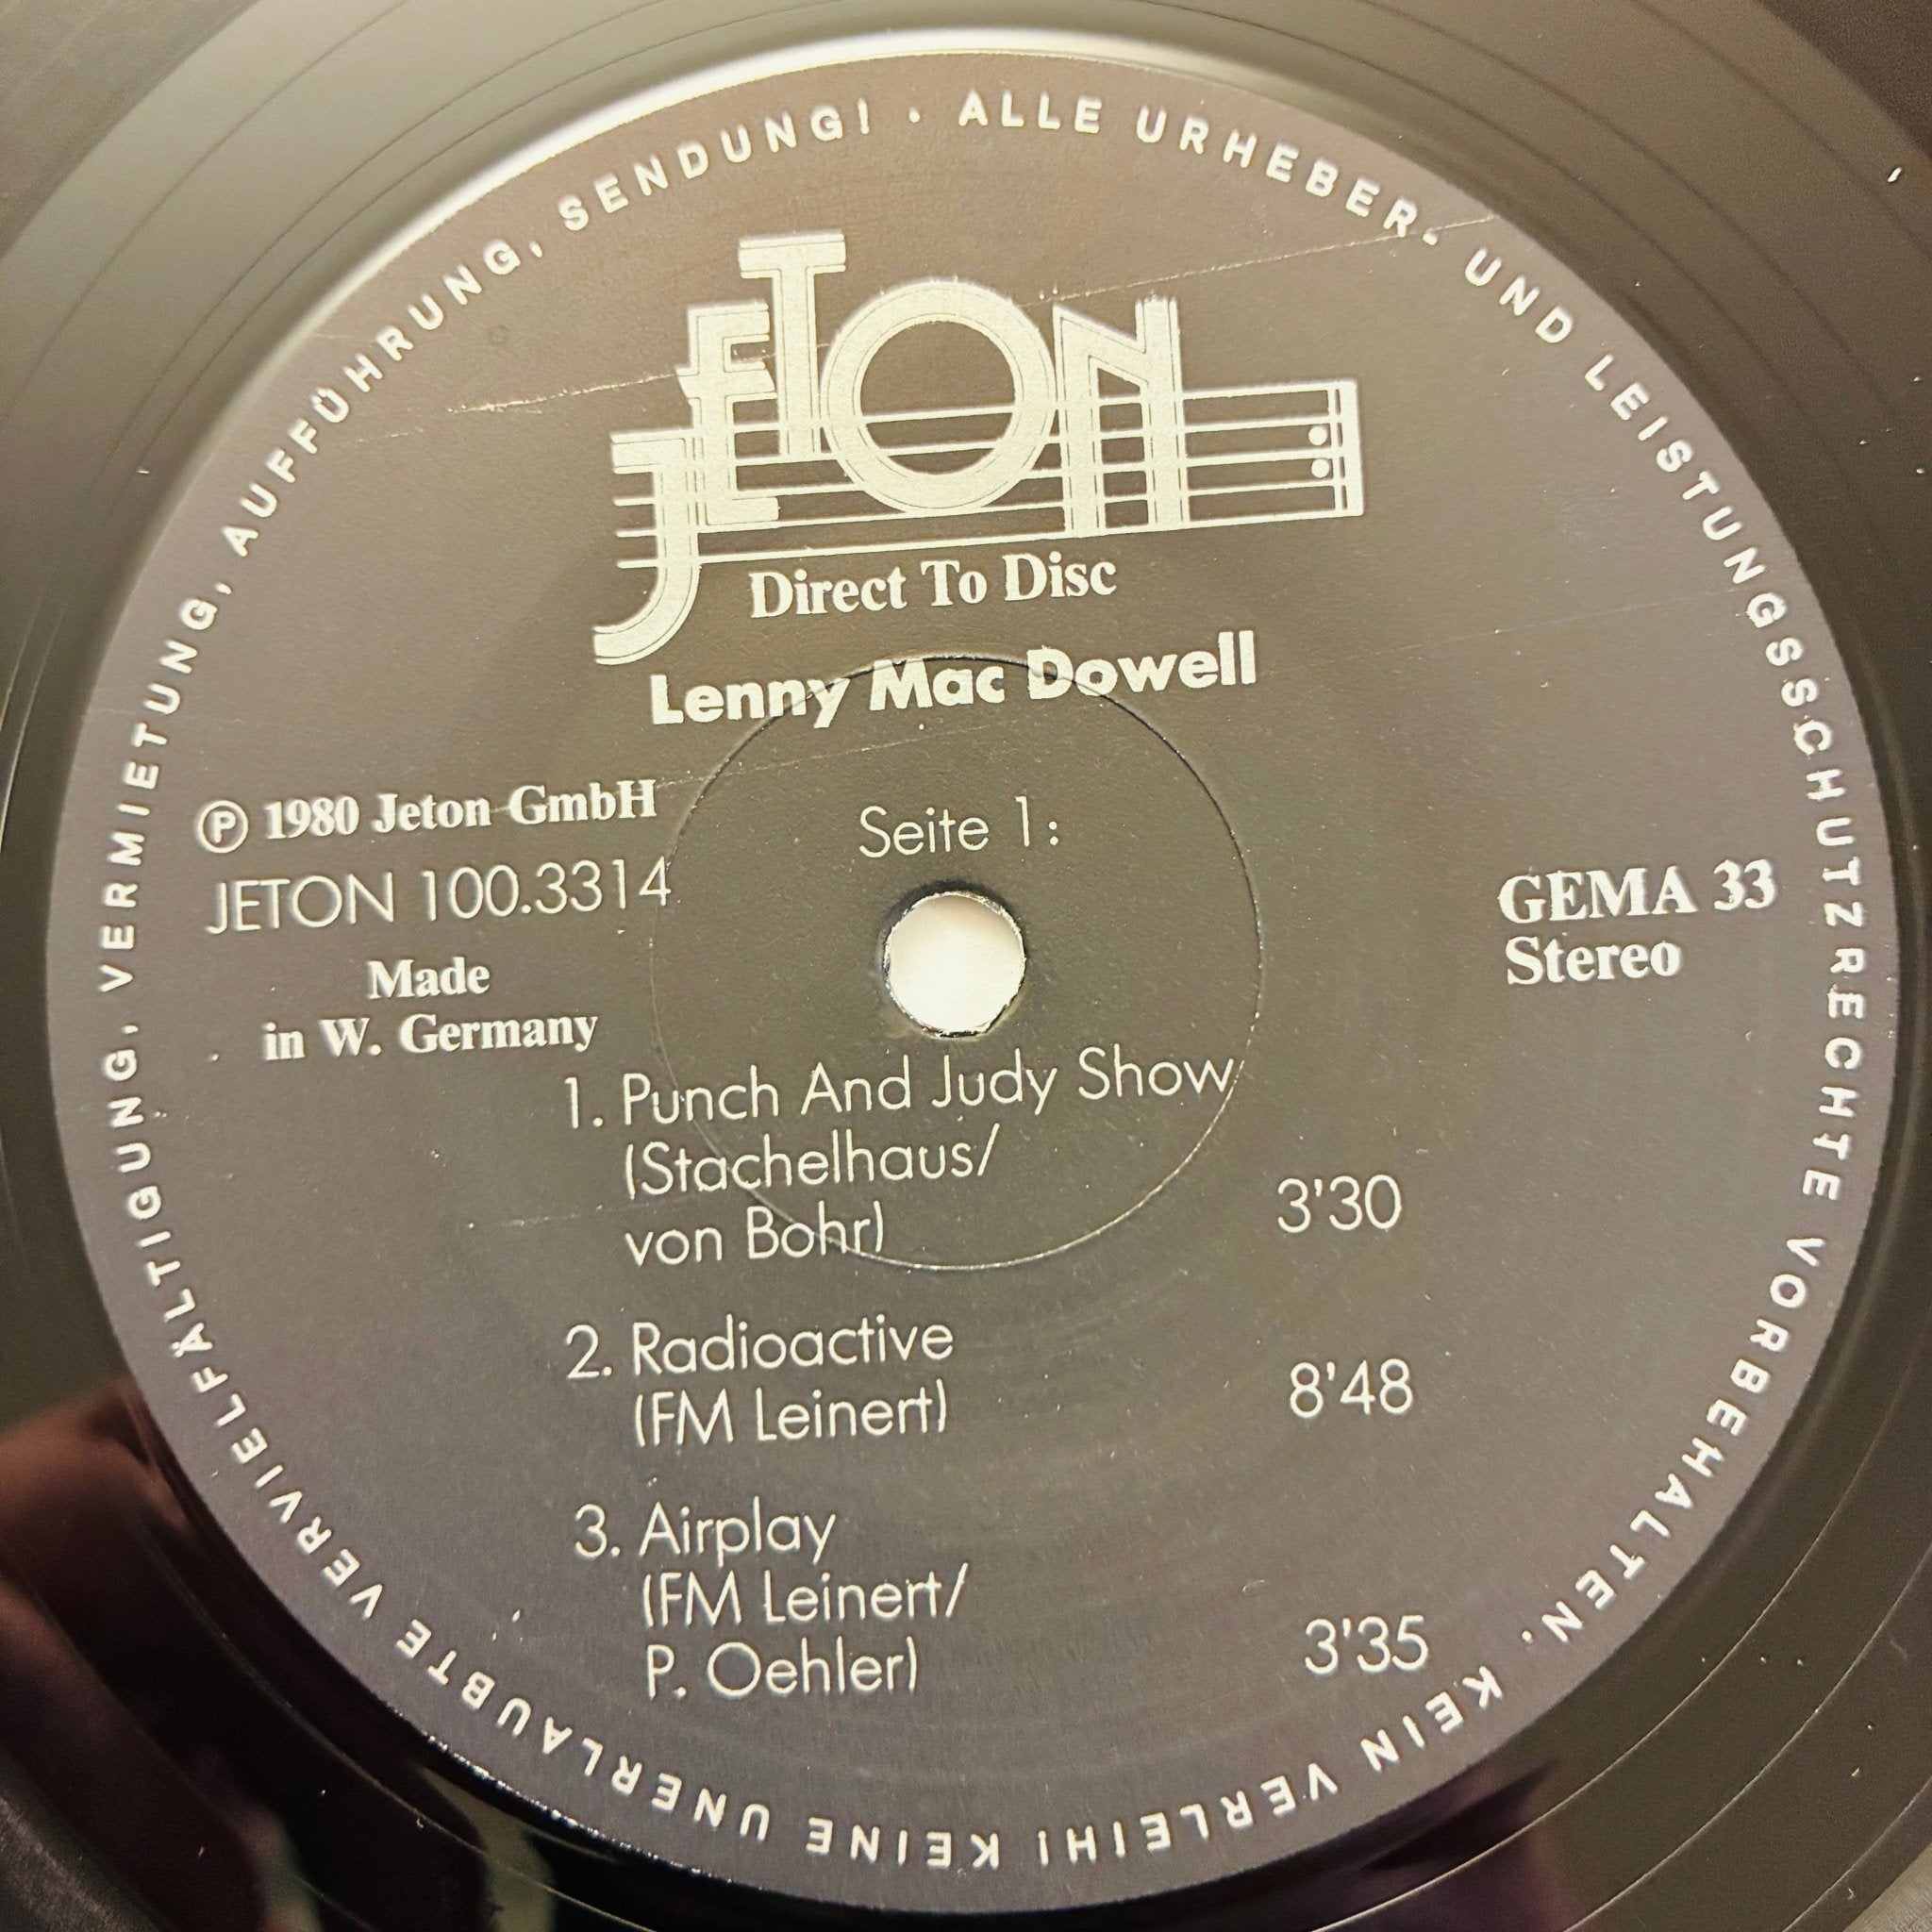 ALLE URHEBER- UND LEISTUNGSSCHUTZRECHTE VORBEHALTEN. KEIN VERLEIH! KEINE UNERLAUBTE VERVIELFÄLTIGUNG, VERMIETUNG, AUFFÜHRUNG, SENDUNG! ·
JETON
Direct To Disc
Lenny Mac Dowell
℗ 1980 Jeton GmbH
JETON 100.3314
Made
in W. Germany
Seite 1:
GEMA 33
Stereo
1. Punch And Judy Show
(Stachelhaus/
von Bohr) 3'30
2. Radioactive
(FM Leinert) 8'48
3. Airplay
(FM Leinert/
P. Oehler) 3'35